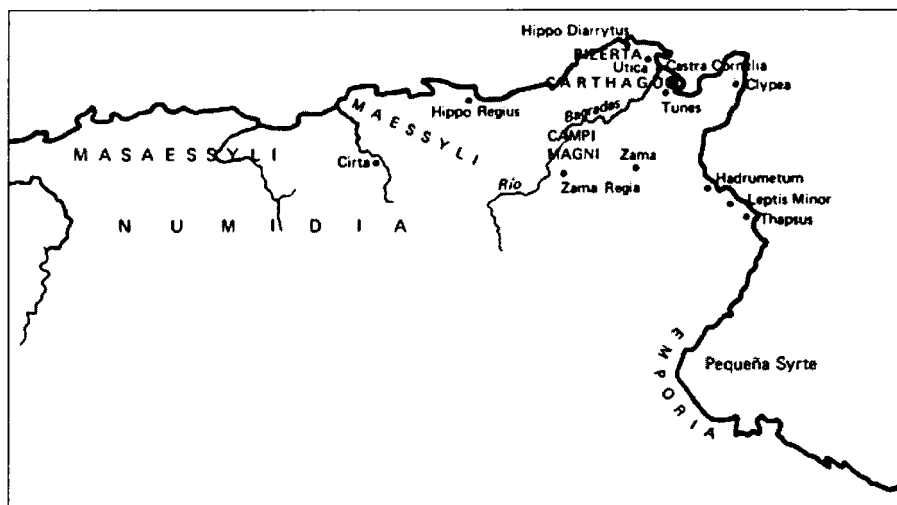 Hippo Diarrytus
BIZERTA
Utica
Castra Cornelia
CARTHAGO
Clypea
Tunes
Hippo Regius
MAESSYLI
Bagradas
MASAESSYLI
Cirta
CAMPI
MAGNI
Zama
Río
Zama Regia
Hadrumetum
Leptis Minor
Thapsus
NUMIDIA
EMPORIA
Pequeña Syrte